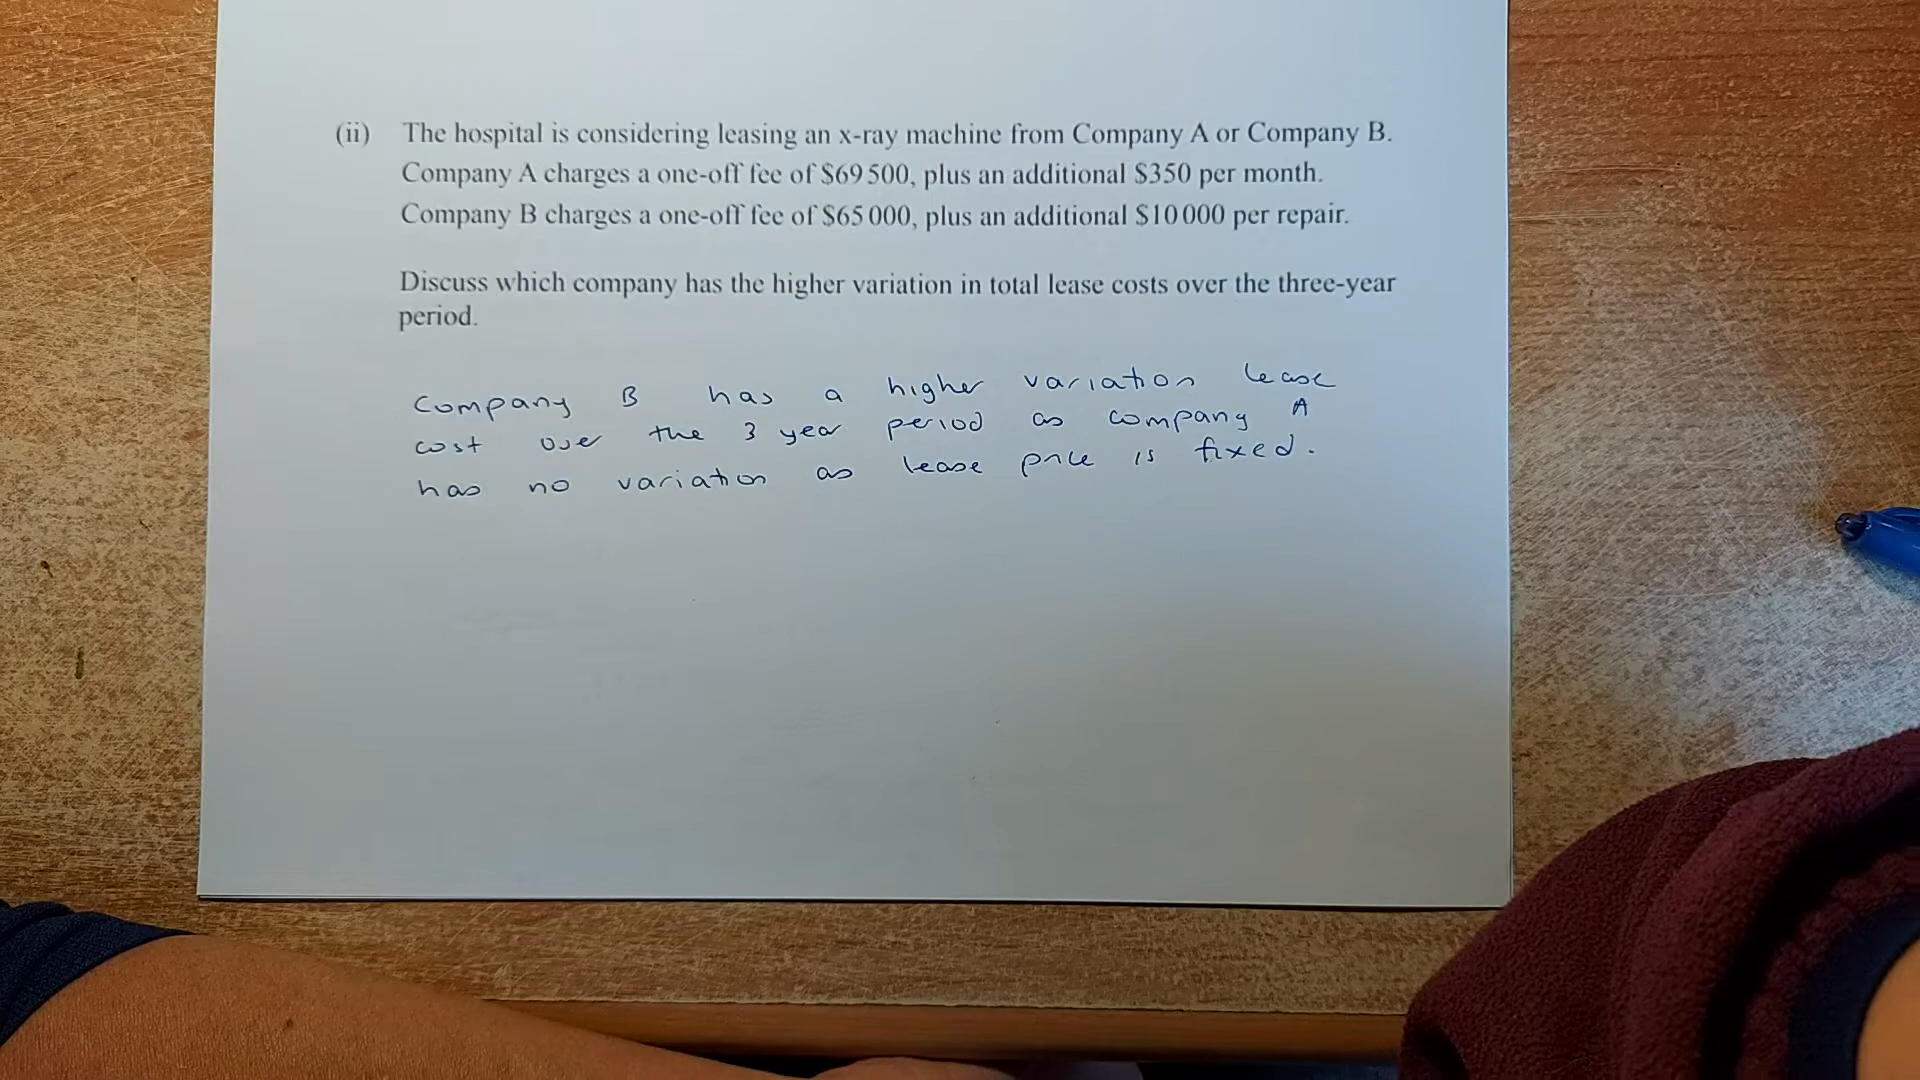 (ii) The hospital is considering leasing an x-ray machine from Company A or Company B.
Company A charges a one-off fee of $69 500, plus an additional $350 per month.
Company B charges a one-off fee of $65 000, plus an additional $10 000 per repair.
Discuss which company has the higher variation in total lease costs over the three-year
period.
Company B has a higher variation lease
cost over the 3 year period as company A
has no variation as lease price is fixed.